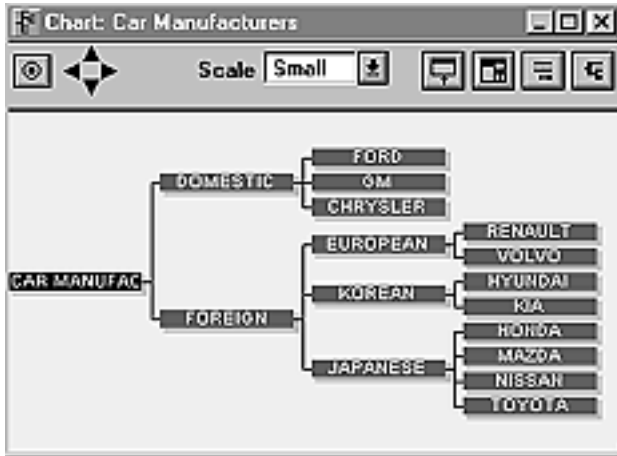 Chart: Car Manufacturers
Scale Small
CAR MANUFAC
DOMESTIC
FORD
GM
CHRYSLER
FOREIGN
EUROPEAN
RENAULT
VOLVO
KOREAN
HYUNDAI
KIA
JAPANESE
HONDA
MAZDA
NISSAN
TOYOTA